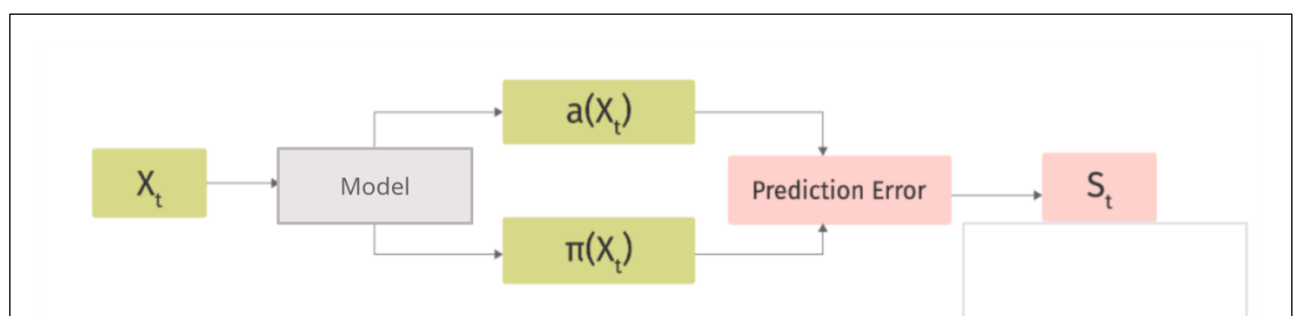 Xₜ
Model
a(Xₜ)
π(Xₜ)
Prediction Error
Sₜ